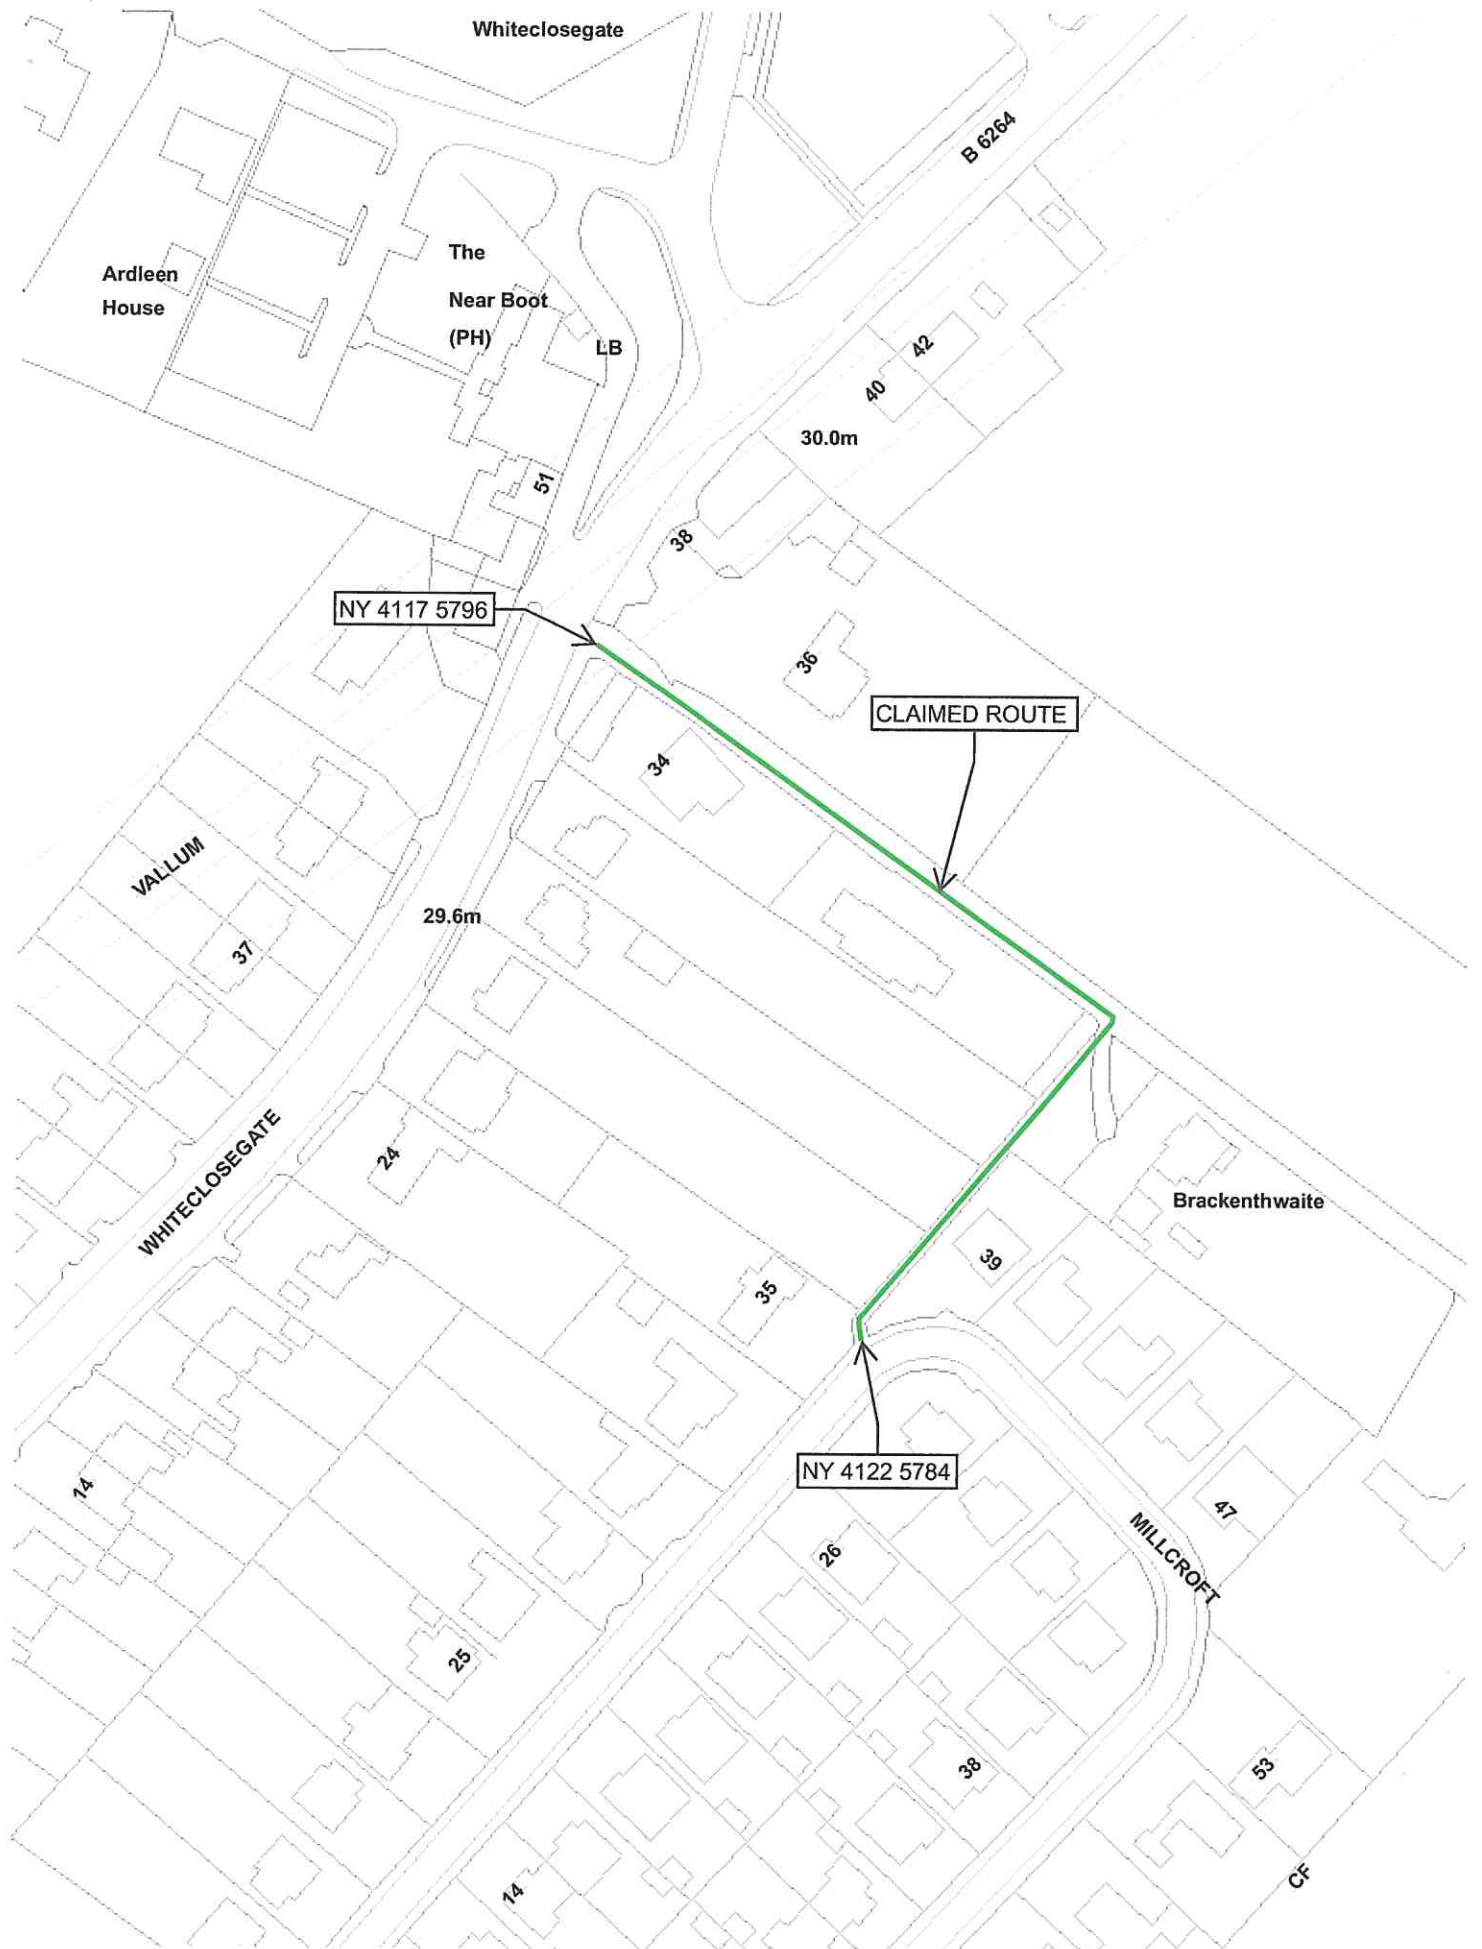 Whiteclosegate
B 6264
The
Near Boot
(PH)
Ardleen
House
LB
42
40
30.0m
51
38
NY 4117 5796
36
CLAIMED ROUTE
34
VALLUM
29.6m
37
24
WHITECLOSEGATE
Brackenthwaite
39
35
NY 4122 5784
14
47
MILLCROFT
26
25
38
53
CF
14